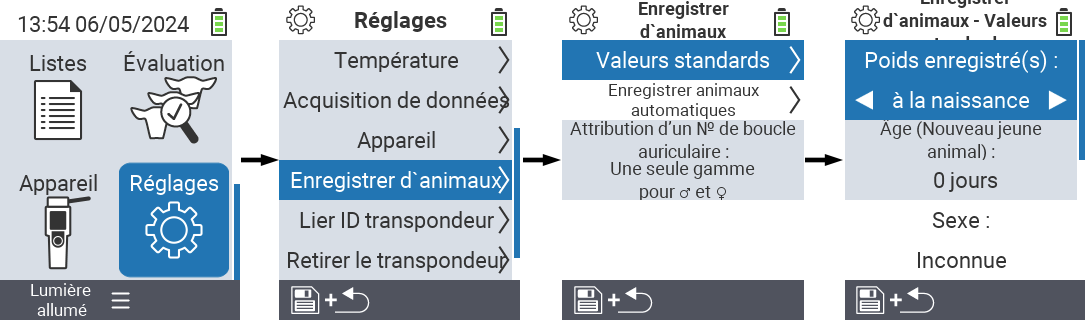 13:54 06/05/2024
Listes
Évaluation
Appareil
Réglages
Lumière
allumé
Réglages
Température
Acquisition de données
Appareil
Enregistrer d`animaux
Lier ID transpondeur
Retirer le transpondeur
+
Enregistrer
d`animaux
Valeurs standards
Enregistrer animaux
automatiques
Attribution d'un № de boucle
auriculaire :
Une seule gamme
pour ♂ et ♀
+
Enregistrer
d`animaux - Valeurs
Poids enregistré(s) :
à la naissance
Âge (Nouveau jeune
animal) :
0 jours
Sexe :
Inconnue
+